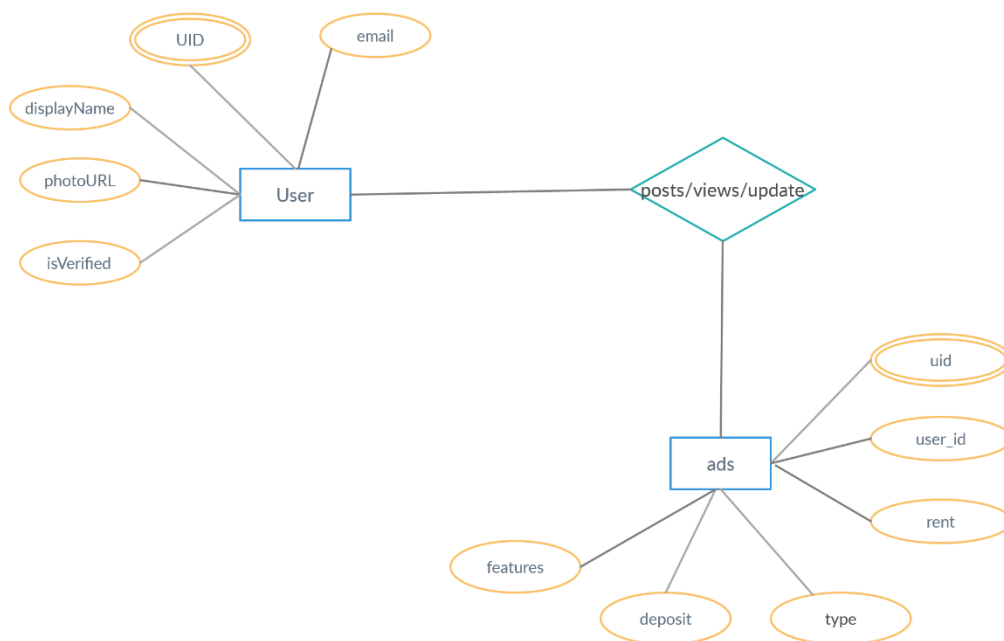 UID
email
displayName
photoURL
User
posts/views/update
isVerified
uid
user_id
ads
rent
features
deposit
type